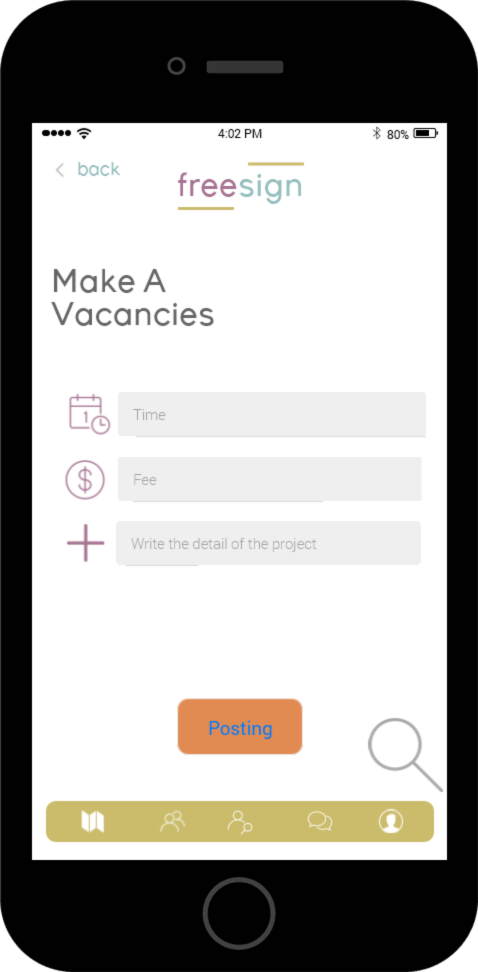 4:02 PM
80%
back
freesign
Make A
Vacancies
1
Time
$
Fee
Write the detail of the project
Posting